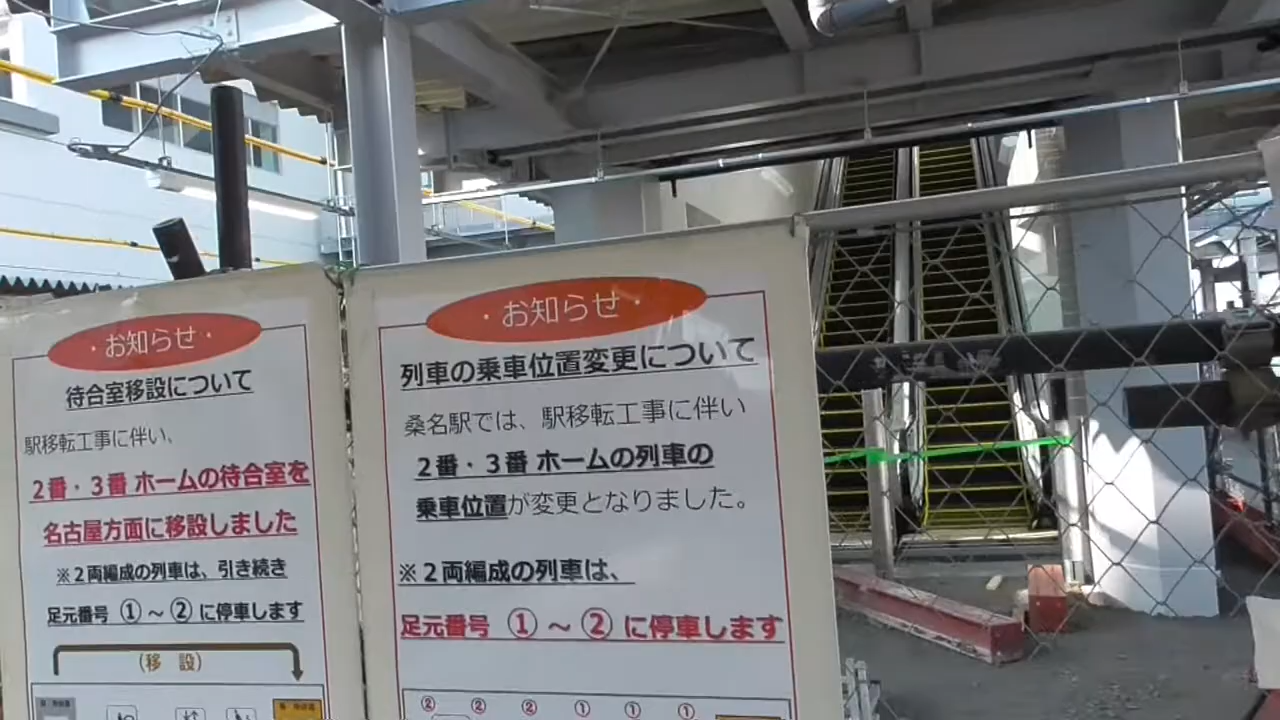 ・お知らせ・
待合室移設について
駅移転工事に伴い、
2番・3番 ホームの待合室を
名古屋方面に移設しました
※2両編成の列車は、引き続き
足元番号 ①～② に停車します
(移 設)
・お知らせ・
列車の乗車位置変更について
桑名駅では、駅移転工事に伴い
2番・3番 ホームの列車の
乗車位置が変更となりました。
※2両編成の列車は、
足元番号 ①～② に停車します
② ② ② ① ① ①